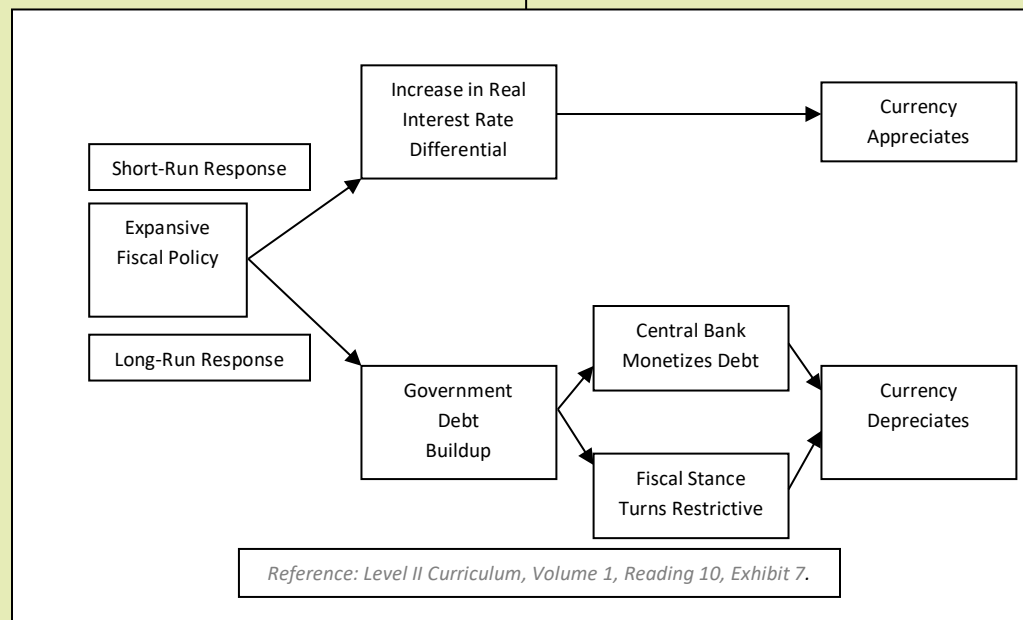 Increase in Real
Interest Rate
Differential
Currency
Appreciates
Short-Run Response
Expansive
Fiscal Policy
Long-Run Response
Central Bank
Monetizes Debt
Government
Debt
Buildup
Currency
Depreciates
Fiscal Stance
Turns Restrictive
Reference: Level II Curriculum, Volume 1, Reading 10, Exhibit 7.